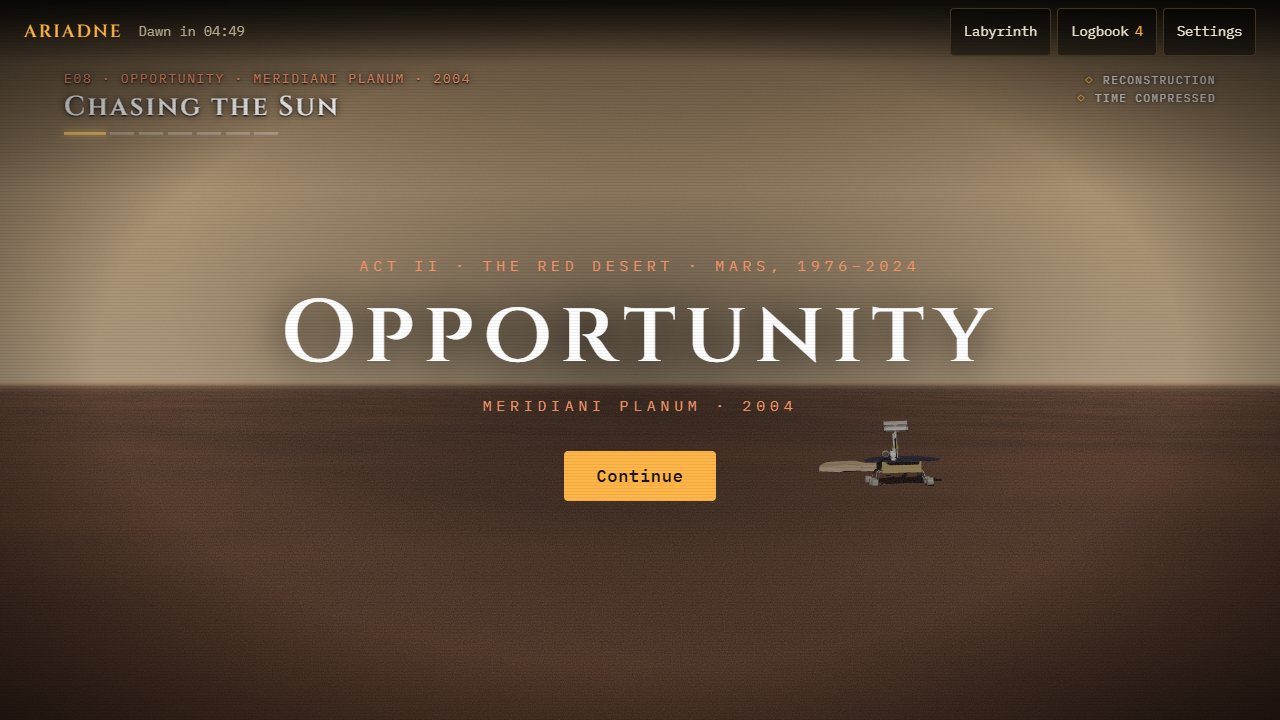 ARIADNE Dawn in 04:49 Labyrinth Logbook 4 Settings
E08 · OPPORTUNITY · MERIDIANI PLANUM · 2004
Chasing the Sun
◇ RECONSTRUCTION
◇ TIME COMPRESSED
ACT II · THE RED DESERT · MARS, 1976–2024
OPPORTUNITY
MERIDIANI PLANUM · 2004
Continue